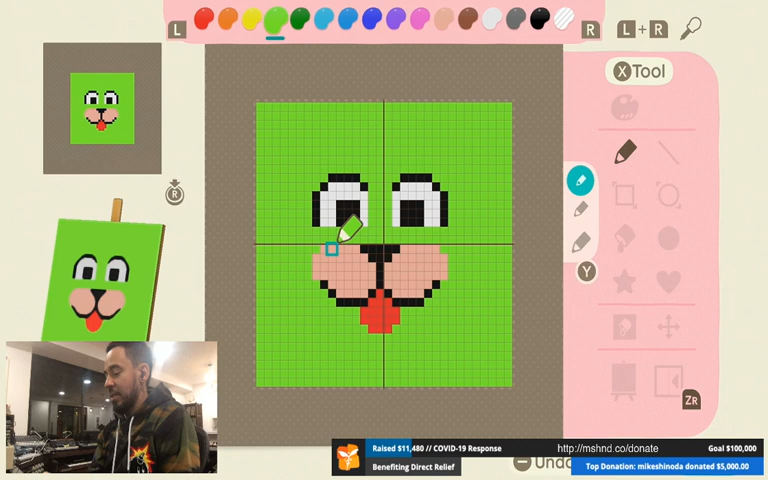 L
R
L + R
X Tool
R
Y
ZR
Raised $11,480 // COVID-19 Response
http://mshnd.co/donate
Goal $100,000
Benefiting Direct Relief
Undo
Top Donation: mikeshinoda donated $5,000.00